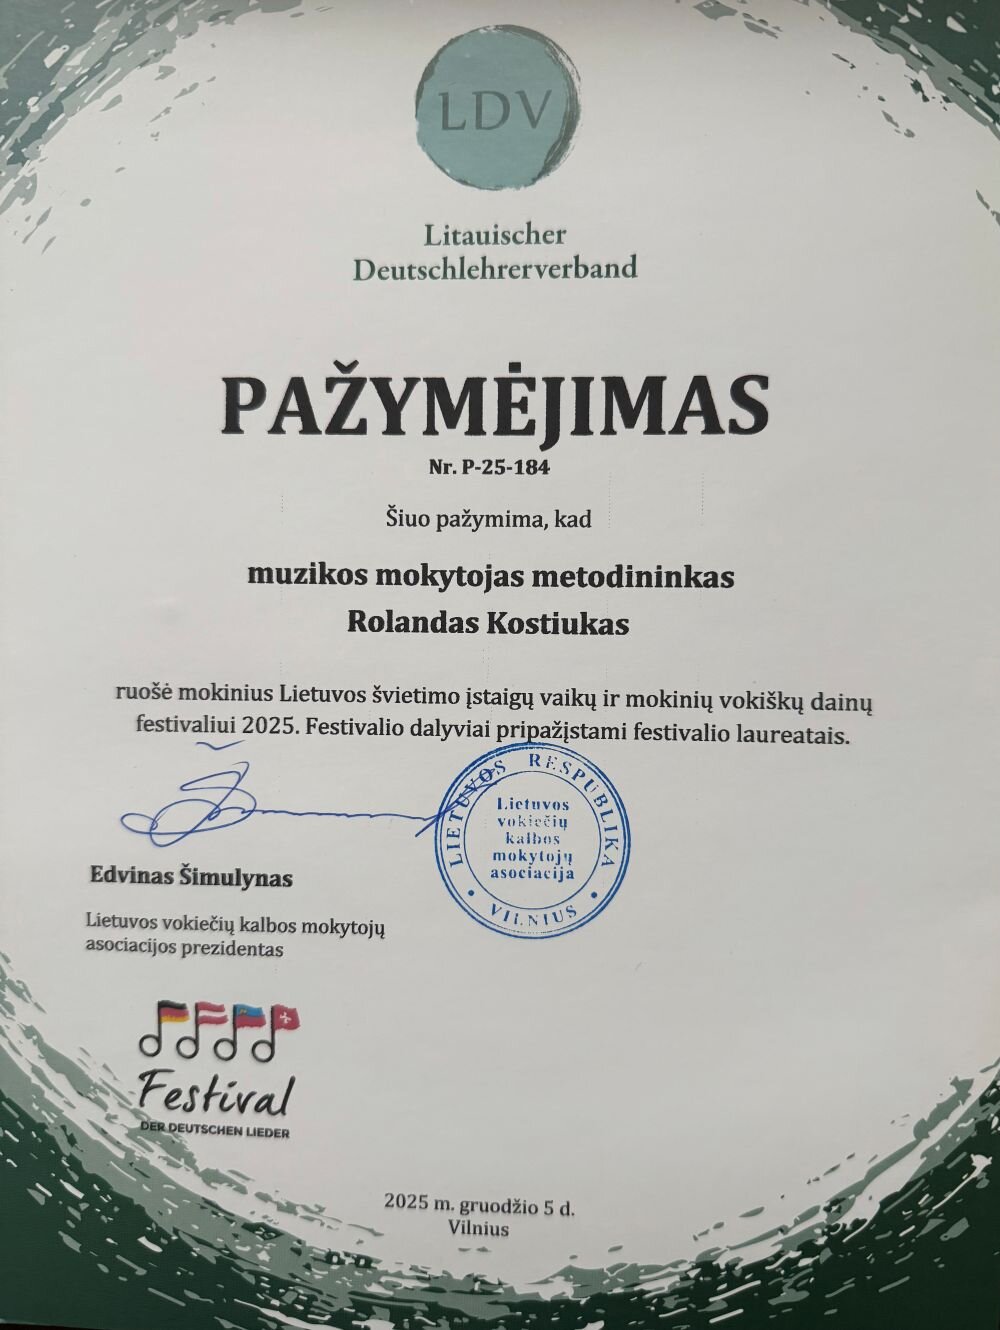 LDV
Litauischer
Deutschlehrerverband
PAŽYMĖJIMAS
Nr. P-25-184
Šiuo pažymima, kad
muzikos mokytojas metodininkas
Rolandas Kostiukas
ruošė mokinius Lietuvos švietimo įstaigų vaikų ir mokinių vokiškų dainų
festivaliui 2025. Festivalio dalyviai pripažįstami festivalio laureatais.
LIETUVOS RESPUBLIKA
Lietuvos
vokiečių
kalbos
mokytojų
asociacija
VILNIUS
Edvinas Šimulynas
Lietuvos vokiečių kalbos mokytojų
asociacijos prezidentas
Festival
DER DEUTSCHEN LIEDER
2025 m. gruodžio 5 d.
Vilnius